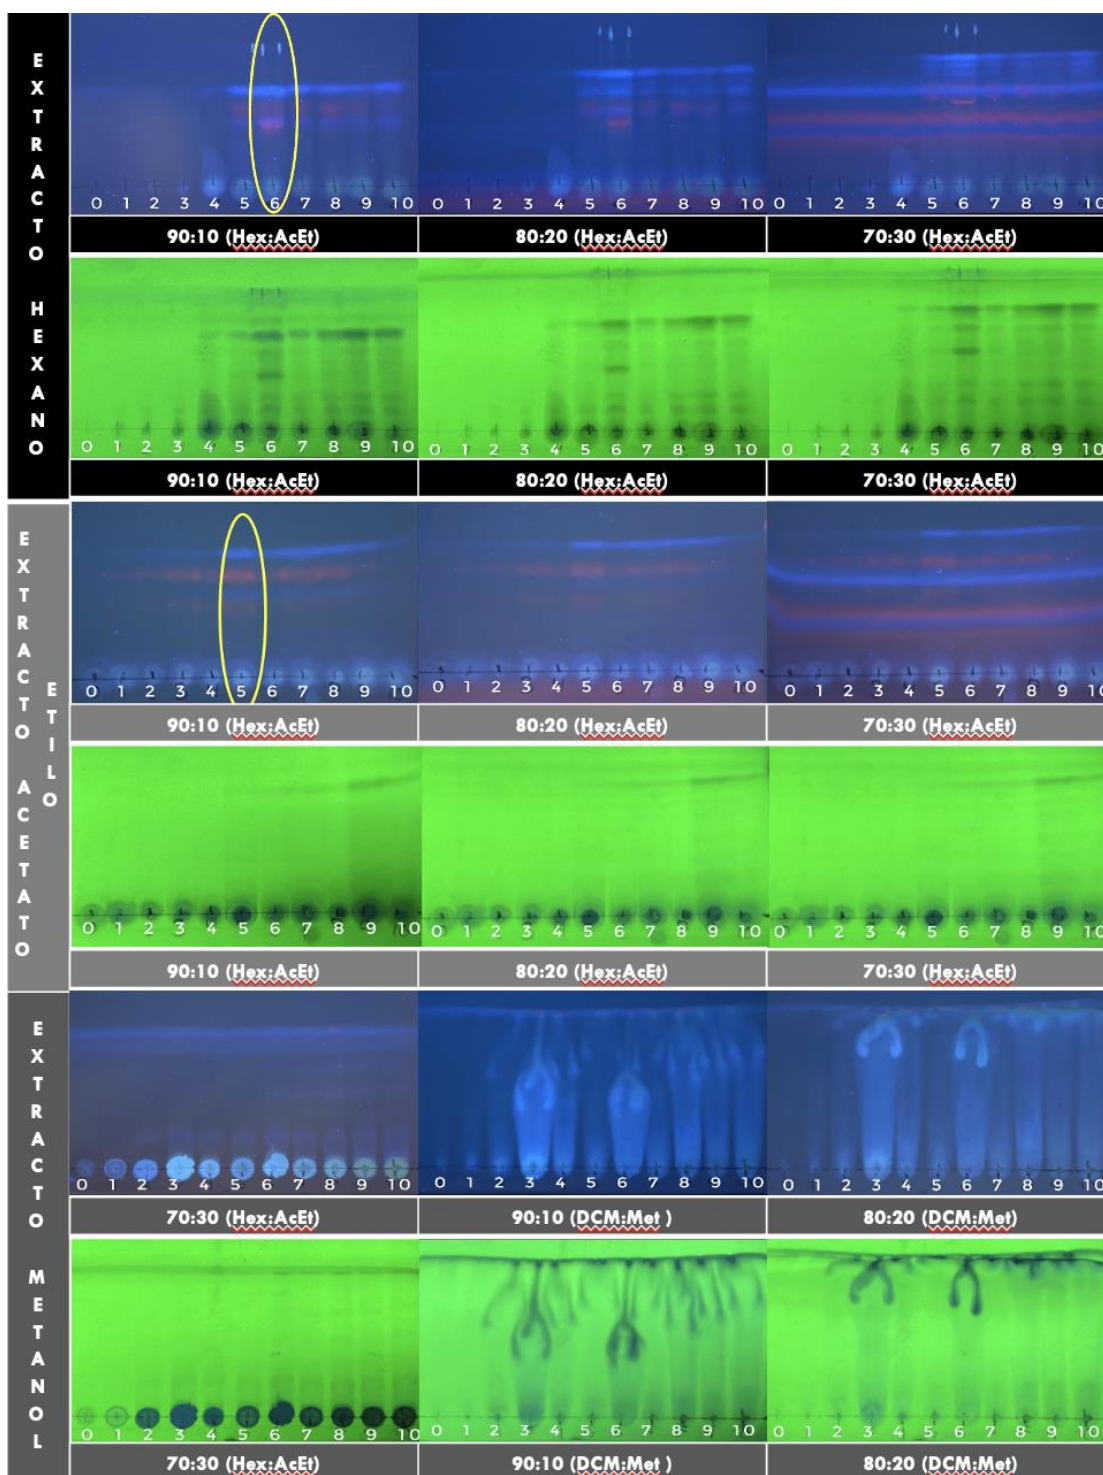 EXTRACTO HEXANO
0 1 2 3 4 5 6 7 8 9 10
0 1 2 3 4 5 6 7 8 9 10
0 1 2 3 4 5 6 7 8 9 10
90:10 (Hex:AcEt)
80:20 (Hex:AcEt)
70:30 (Hex:AcEt)
0 1 2 3 4 5 6 7 8 9 10
0 1 2 3 4 5 6 7 8 9 10
0 1 2 3 4 5 6 7 8 9 10
90:10 (Hex:AcEt)
80:20 (Hex:AcEt)
70:30 (Hex:AcEt)
EXTRACTO ACETATO
ETILO
0 1 2 3 4 5 6 7 8 9 10
0 1 2 3 4 5 6 7 8 9 10
0 1 2 3 4 5 6 7 8 9 10
90:10 (Hex:AcEt)
80:20 (Hex:AcEt)
70:30 (Hex:AcEt)
0 1 2 3 4 5 6 7 8 9 10
0 1 2 3 4 5 6 7 8 9 10
0 1 2 3 4 5 6 7 8 9 10
90:10 (Hex:AcEt)
80:20 (Hex:AcEt)
70:30 (Hex:AcEt)
EXTRACTO METANOL
0 1 2 3 4 5 6 7 8 9 10
0 1 2 3 4 5 6 7 8 9 10
0 1 2 3 4 5 6 7 8 9 10
70:30 (Hex:AcEt)
90:10 (DCM:Met )
80:20 (DCM:Met)
0 1 2 3 4 5 6 7 8 9 10
0 1 2 3 4 5 6 7 8 9 10
0 1 2 3 4 5 6 7 8 9 10
70:30 (Hex:AcEt)
90:10 (DCM:Met )
80:20 (DCM:Met)